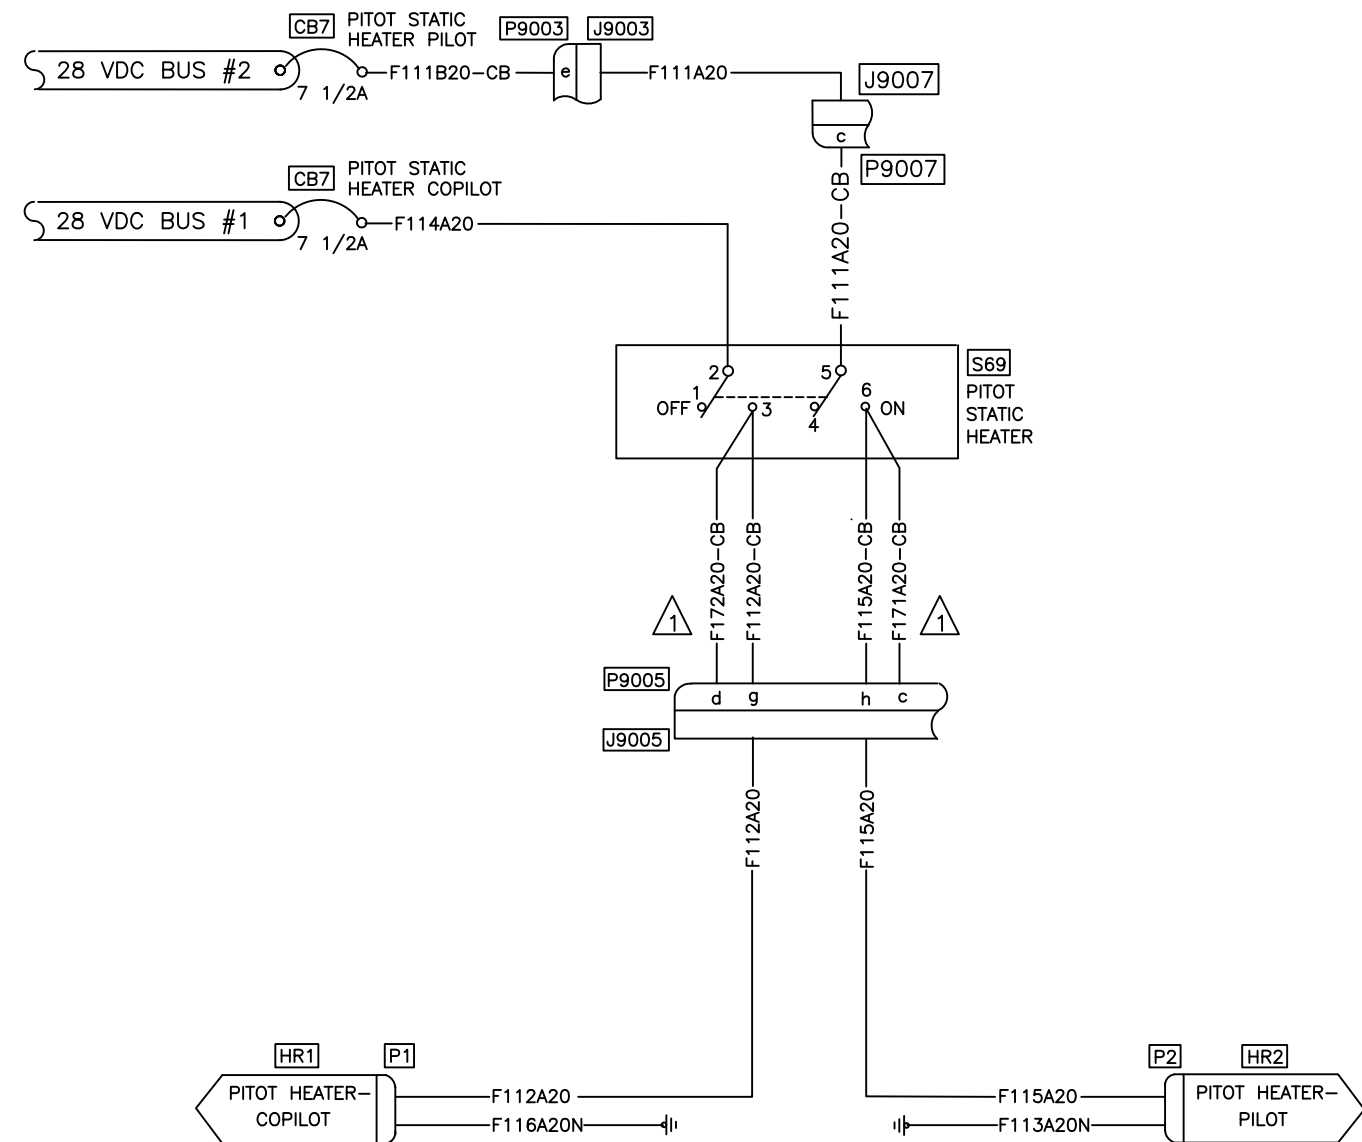 CB7
PITOT STATIC
HEATER PILOT
P9003
J9003
28 VDC BUS #2
7 1/2A
F111B20-CB
e
F111A20
J9007
c
P9007
CB7
PITOT STATIC
HEATER COPILOT
28 VDC BUS #1
7 1/2A
F114A20
F111A20-CB
S69
PITOT
STATIC
HEATER
2
5
1
OFF
3
4
6
ON
F172A20-CB
F112A20-CB
F115A20-CB
F171A20-CB
1
1
P9005
d
g
h
c
J9005
F112A20
F115A20
HR1
P1
PITOT HEATER-
COPILOT
F112A20
F116A20N
P2
HR2
F115A20
F113A20N
PITOT HEATER-
PILOT